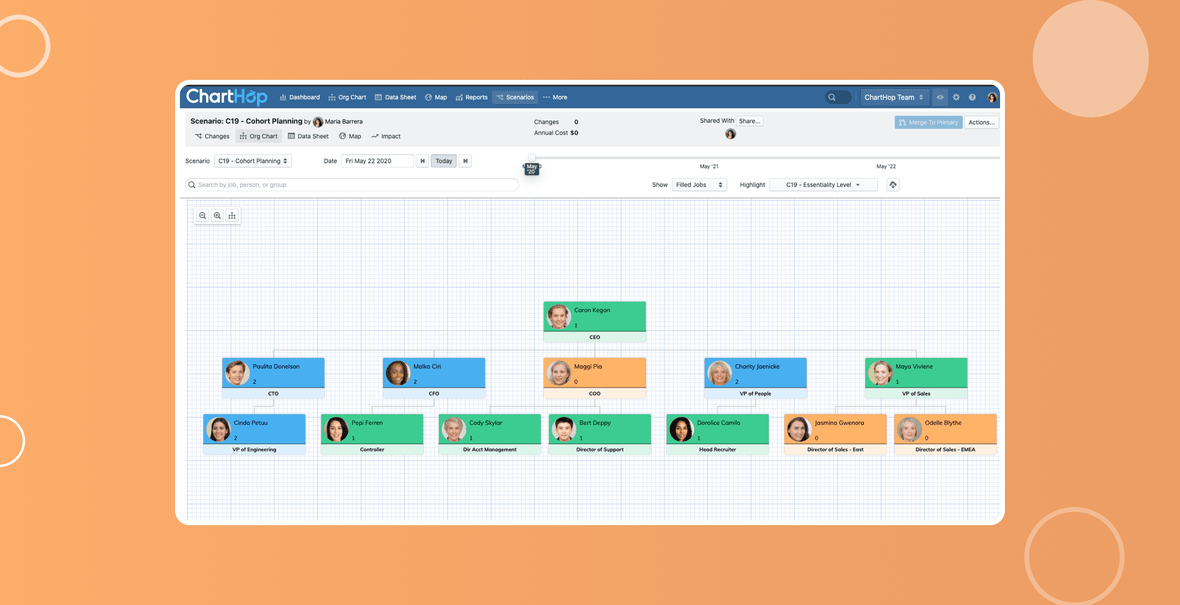 ChartHop Dashboard Org Chart Data Sheet Map Reports Scenarios More ChartHop Team
Scenario: C19 - Cohort Planning by Maria Barrera
Changes 0
Annual Cost $0
Shared With Share...
Merge To Primary Actions...
Changes Org Chart Data Sheet Map Impact
Scenario C19 - Cohort Planning Date Fri May 22 2020 Today
May '20 May '21 May '22
Search by job, person, or group
Show Filled Jobs Highlight C19 - Essentiality Level
Caron Kegon
1
CEO
Paulita Donelson
2
CTO
Malka Ciri
2
CFO
Maggi Pia
0
COO
Charity Jaenicke
2
VP of People
Maya Viviene
1
VP of Sales
Cinda Petuu
2
VP of Engineering
Pepi Ferren
1
Controller
Cody Skylar
1
Dir Acct Management
Bert Deppy
1
Director of Support
Dorolice Camilo
1
Head Recruiter
Jasmina Gwenora
0
Director of Sales - East
Odelle Blythe
0
Director of Sales - EMEA